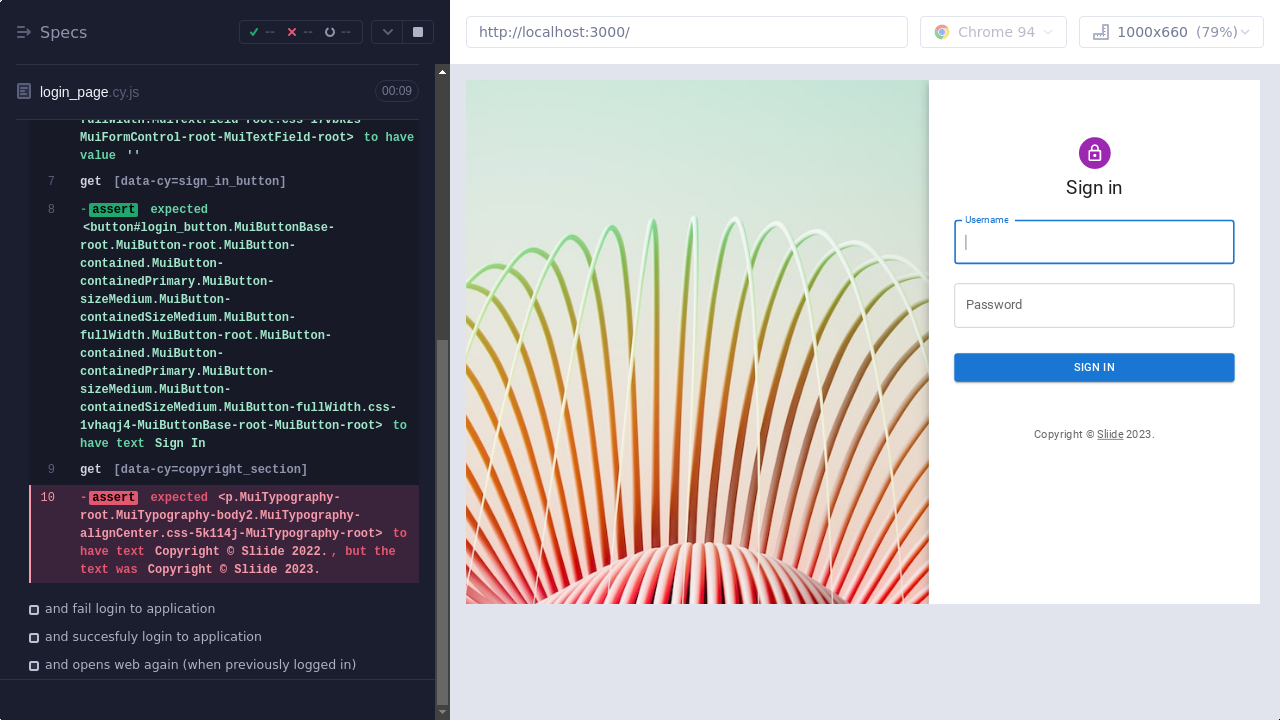 Specs
--
--
--
login_page.cy.js
00:09
fullWidth.MuiTextField-root.css-17vbkzs-
MuiFormControl-root-MuiTextField-root> to have
value ''
7 get [data-cy=sign_in_button]
8 -assert expected
<button#login_button.MuiButtonBase-
root.MuiButton-root.MuiButton-
contained.MuiButton-
containedPrimary.MuiButton-
sizeMedium.MuiButton-
containedSizeMedium.MuiButton-
fullWidth.MuiButton-root.MuiButton-
contained.MuiButton-
containedPrimary.MuiButton-
sizeMedium.MuiButton-
containedSizeMedium.MuiButton-fullWidth.css-
1vhaqj4-MuiButtonBase-root-MuiButton-root> to
have text Sign In
9 get [data-cy=copyright_section]
10 -assert expected <p.MuiTypography-
root.MuiTypography-body2.MuiTypography-
alignCenter.css-5k114j-MuiTypography-root> to
have text Copyright © Sliide 2022., but the
text was Copyright © Sliide 2023.
and fail login to application
and succesfuly login to application
and opens web again (when previously logged in)
http://localhost:3000/
Chrome 94
1000x660 (79%)
Sign in
Username
Password
SIGN IN
Copyright © Sliide 2023.